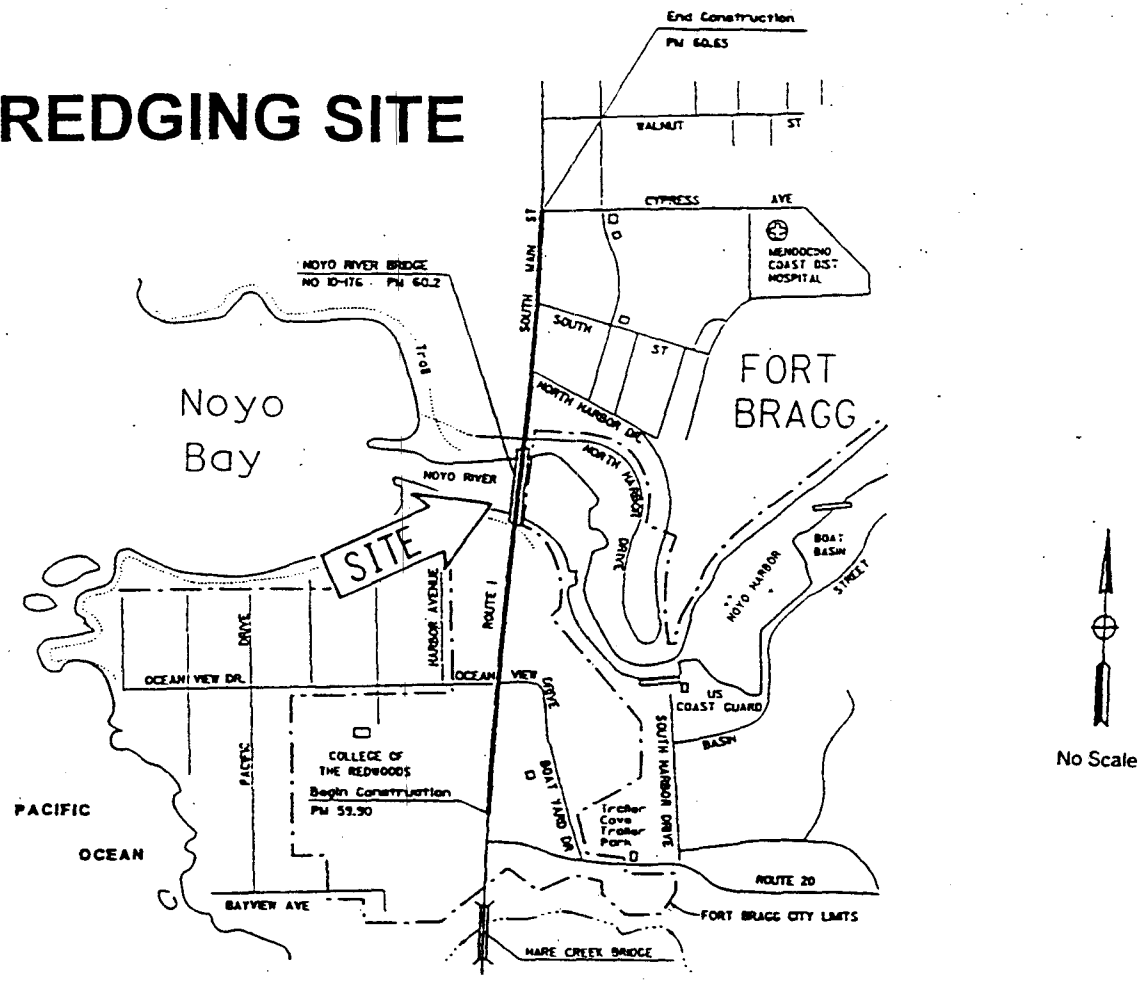 End Construction
PM 60.65
REDGING SITE
WALNUT ST
CYPRESS AVE
MENDOCINO
COAST DIST
HOSPITAL
NOYO RIVER BRIDGE
NO 10-176 PM 60.2
SOUTH MAIN ST
SOUTH ST
Trail
FORT
BRAGG
Noyo
Bay
NORTH HARBOR DR.
NORTH HARBOR DRIVE
NOYO RIVER
SITE
BOAT
BASIN
NOYO HARBOR
STREET
HARBOR AVENUE
ROUTE 1
DRIVE
PACIFIC
OCEAN VIEW DR.
OCEAN VIEW
DRIVE
US
COAST GUARD
BASIN
No Scale
COLLEGE OF
THE REDWOODS
Begin Construction
PM 59.90
BOAT YARD DR
SOUTH HARBOR DRIVE
Trailer
Cove
Trailer
Park
PACIFIC
OCEAN
ROUTE 20
BAYVIEW AVE
FORT BRAGG CITY LIMITS
HARE CREEK BRIDGE